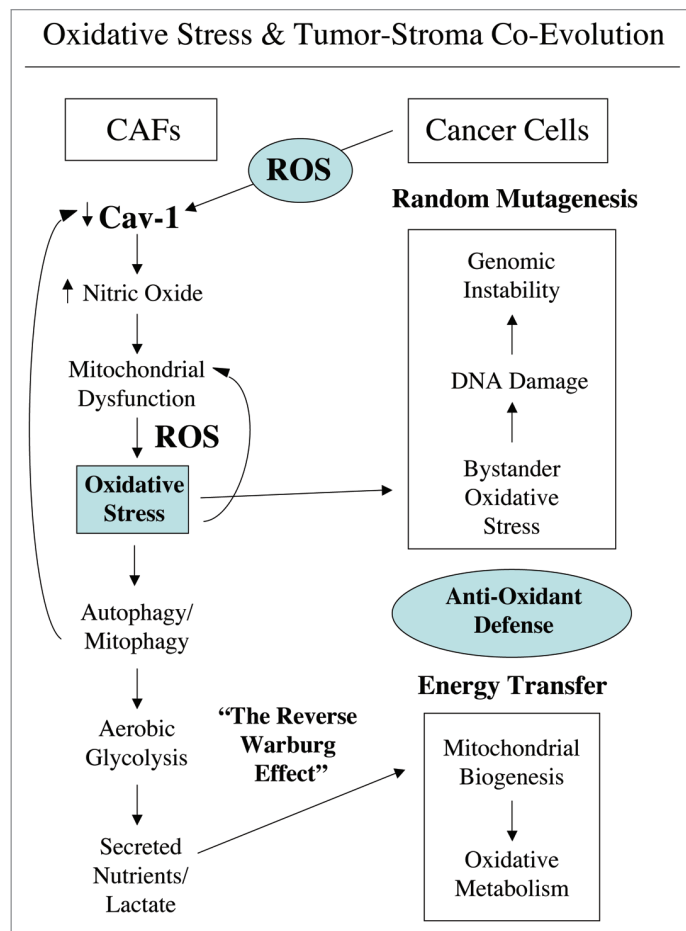 Oxidative Stress & Tumor-Stroma Co-Evolution
CAFs
Cancer Cells
ROS
Cav-1
Nitric Oxide
Mitochondrial
Dysfunction
ROS
Oxidative
Stress
Autophagy/
Mitophagy
Aerobic
Glycolysis
Secreted
Nutrients/
Lactate
“The Reverse
Warburg
Effect”
Random Mutagenesis
Genomic
Instability
DNA Damage
Bystander
Oxidative
Stress
Anti-Oxidant
Defense
Energy Transfer
Mitochondrial
Biogenesis
Oxidative
Metabolism